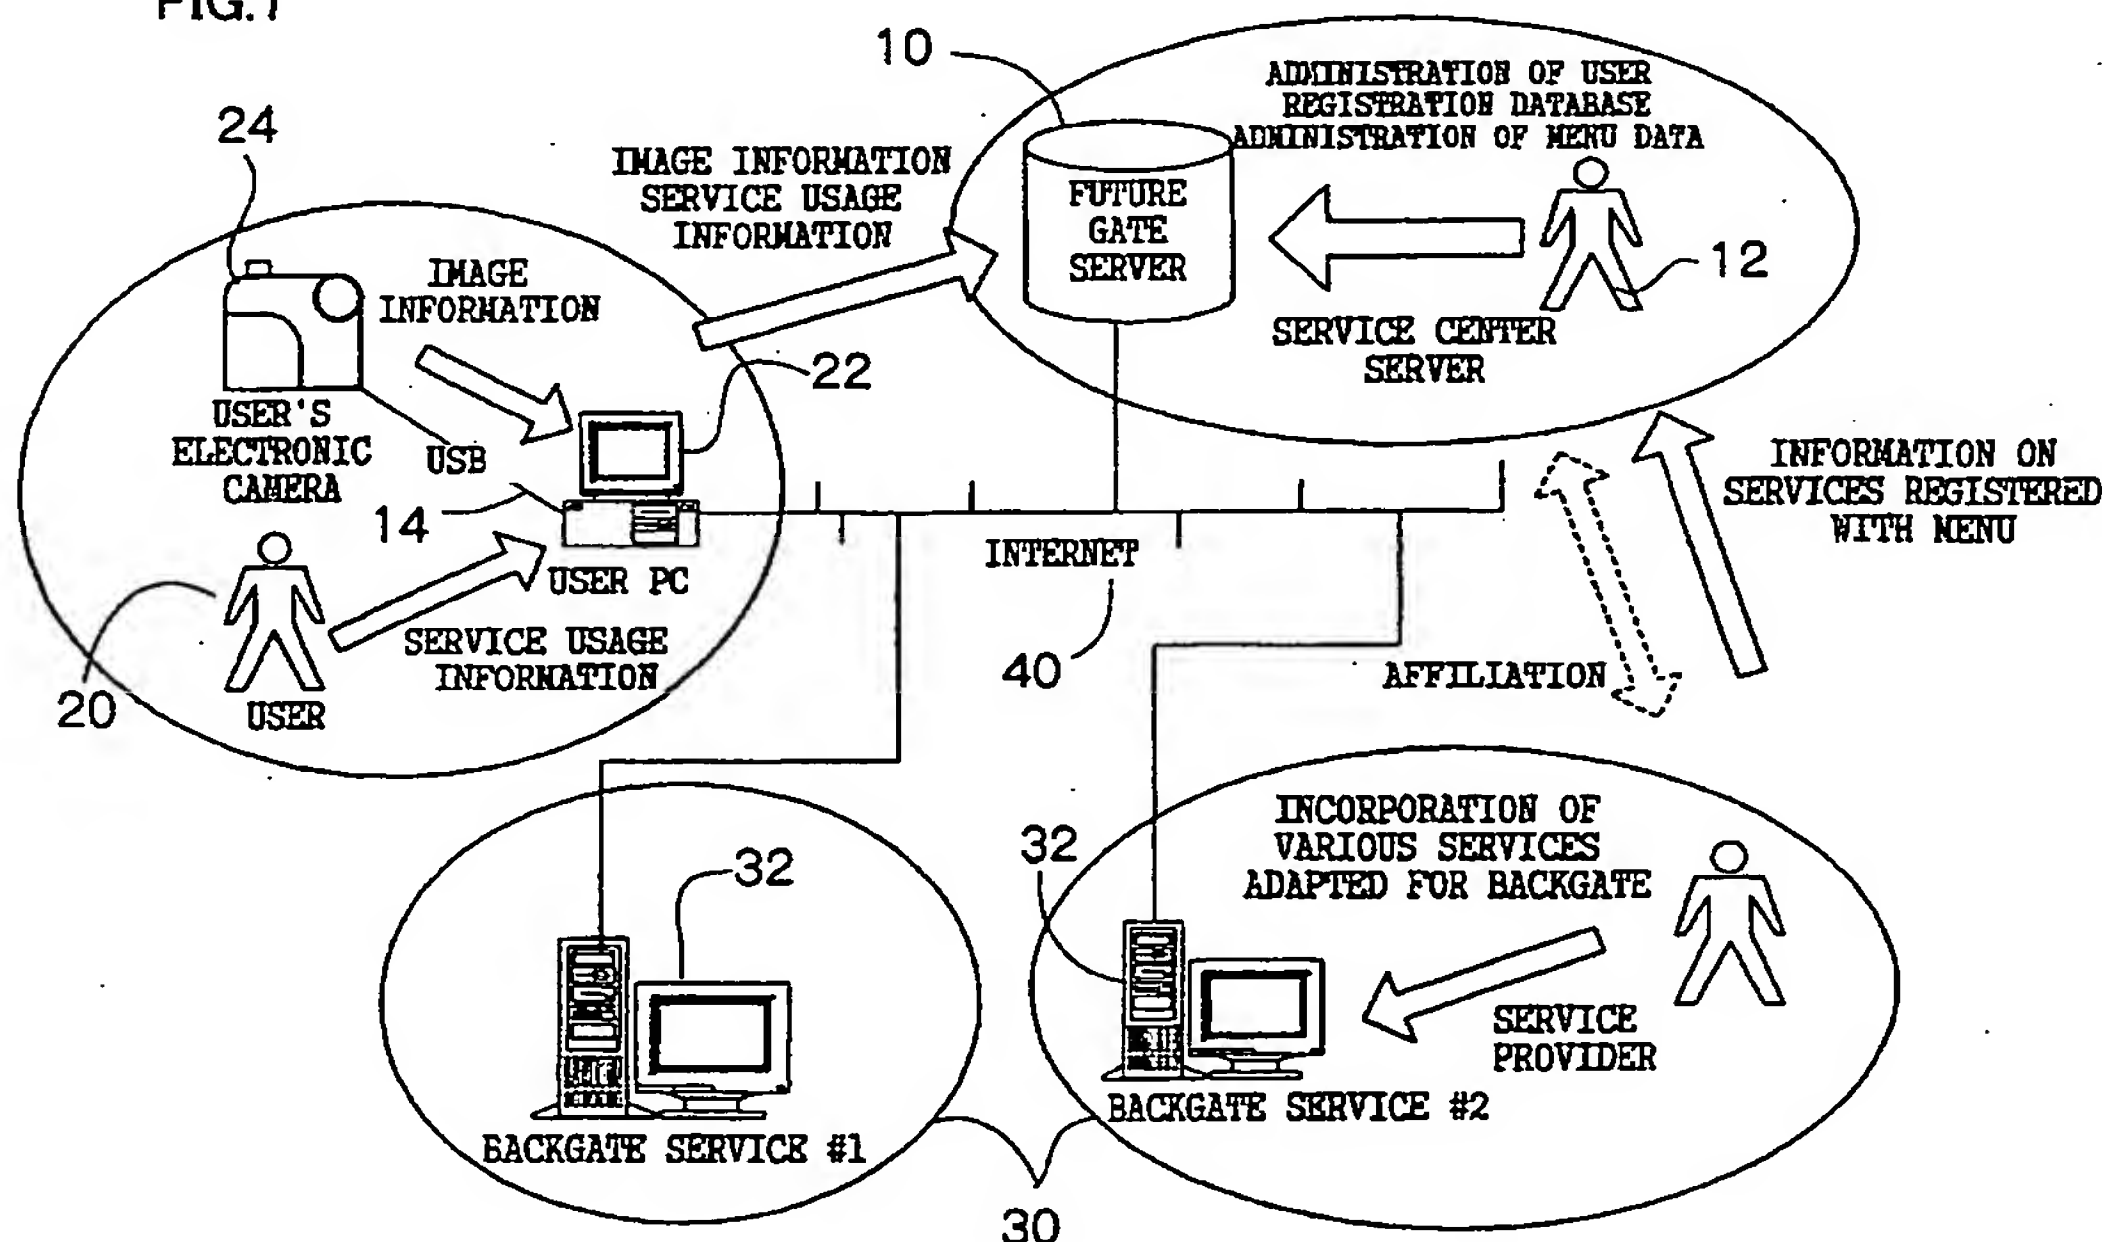 FIG.1
10
ADMINISTRATION OF USER
REGISTRATION DATABASE
ADMINISTRATION OF MENU DATA
24
IMAGE INFORMATION
SERVICE USAGE
INFORMATION
FUTURE
GATE
SERVER
12
IMAGE
INFORMATION
SERVICE CENTER
SERVER
22
USER'S
ELECTRONIC
CAMERA
USB
14
INFORMATION ON
SERVICES REGISTERED
WITH MENU
INTERNET
USER PC
SERVICE USAGE
INFORMATION
40
AFFILIATION
20
USER
INCORPORATION OF
VARIOUS SERVICES
ADAPTED FOR BACKGATE
32
32
SERVICE
PROVIDER
BACKGATE SERVICE #1
BACKGATE SERVICE #2
30